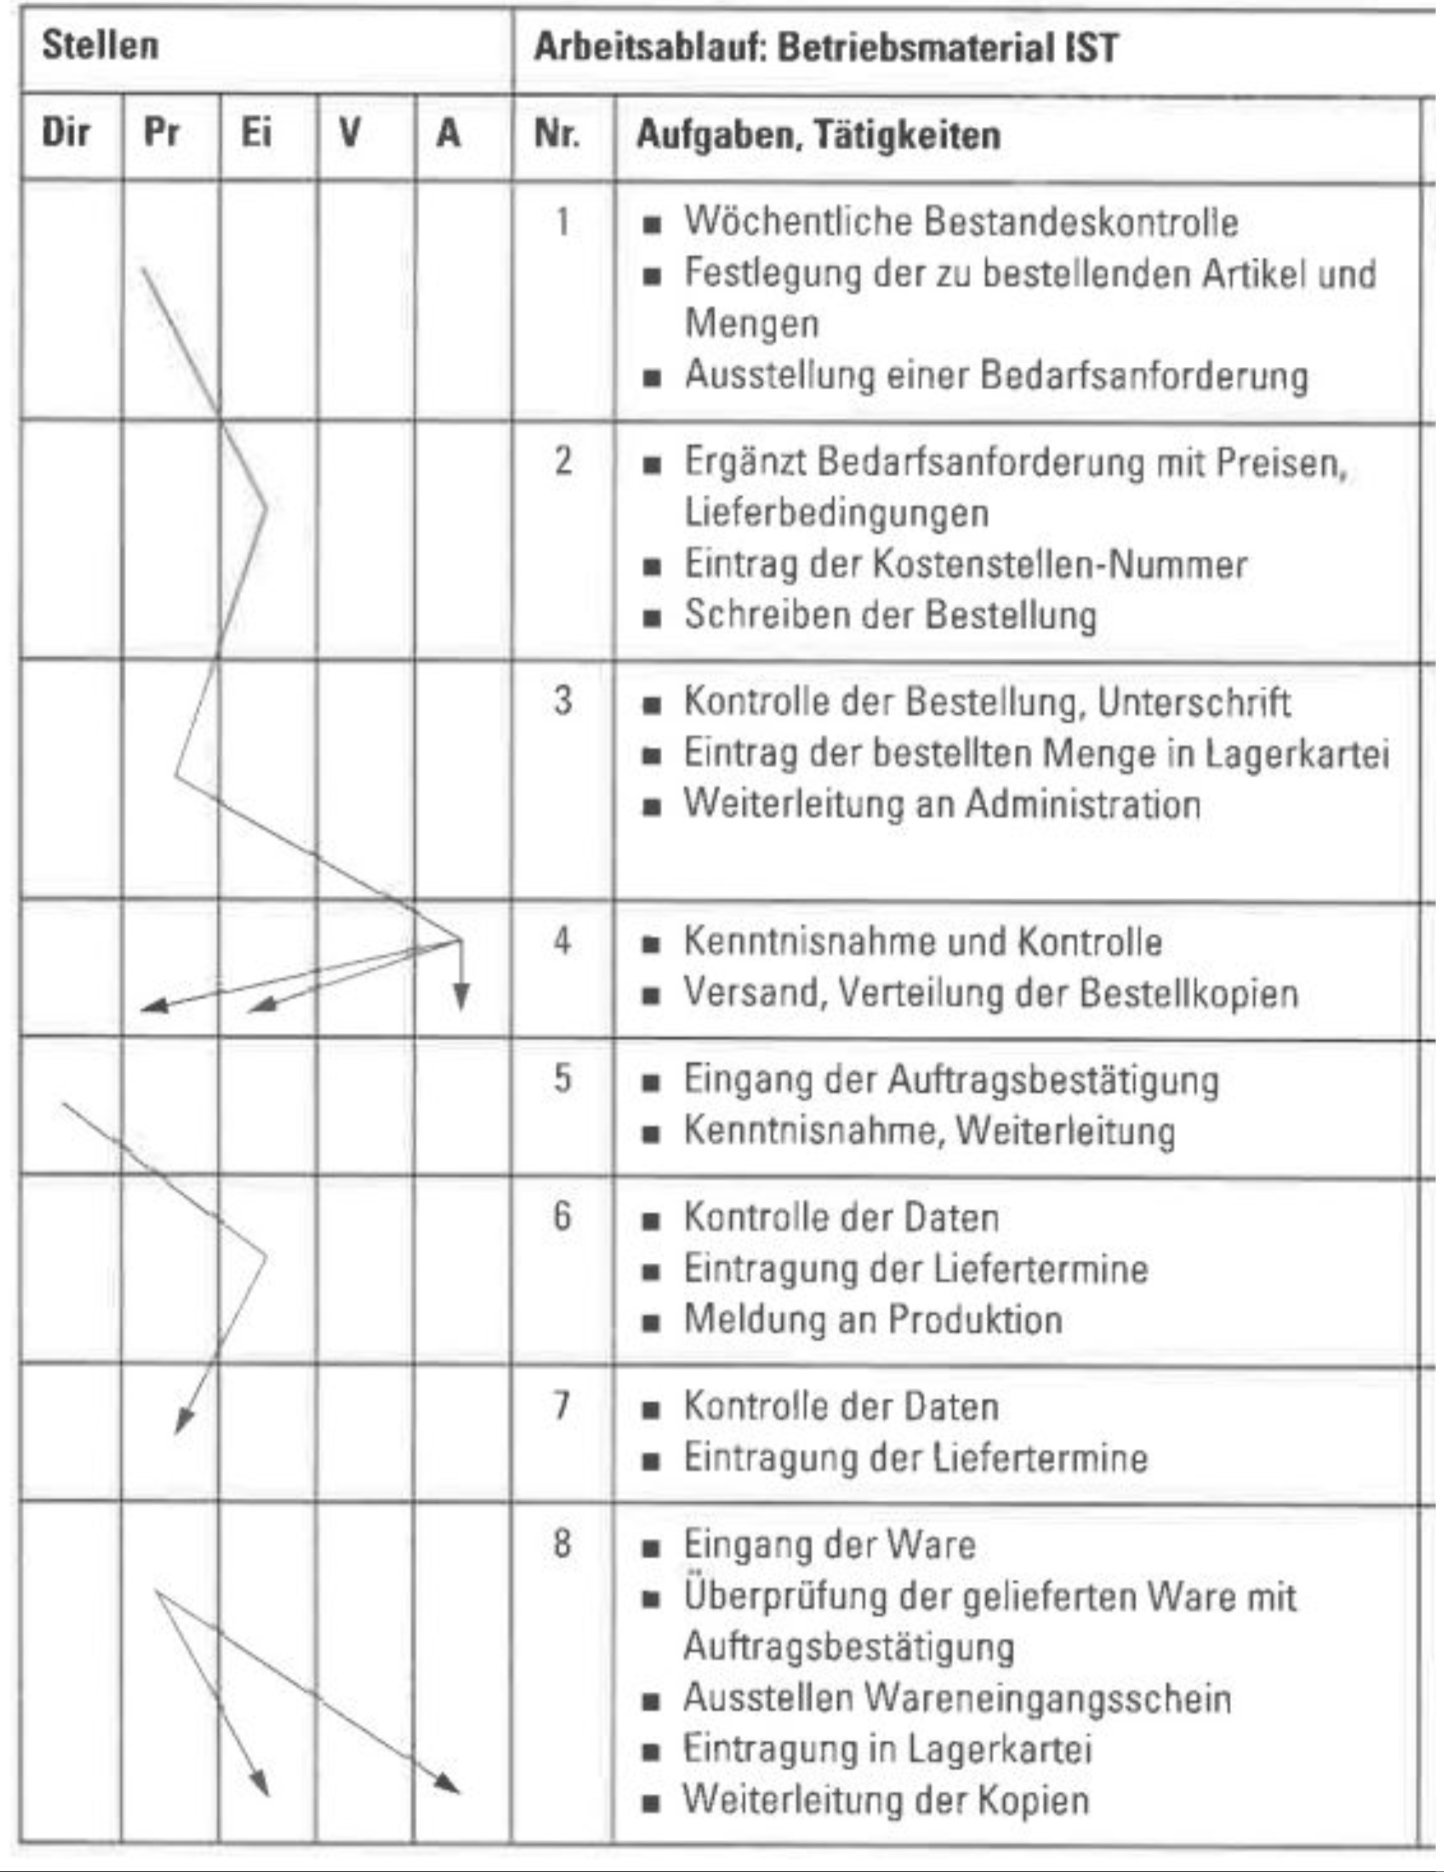 Stellen
Arbeitsablauf: Betriebsmaterial IST
Dir Pr Ei V A Nr. Aufgaben, Tätigkeiten
1 ■ Wöchentliche Bestandeskontrolle
■ Festlegung der zu bestellenden Artikel und
Mengen
■ Ausstellung einer Bedarfsanforderung
2 ■ Ergänzt Bedarfsanforderung mit Preisen,
Lieferbedingungen
■ Eintrag der Kostenstellen-Nummer
■ Schreiben der Bestellung
3 ■ Kontrolle der Bestellung, Unterschrift
■ Eintrag der bestellten Menge in Lagerkartei
■ Weiterleitung an Administration
4 ■ Kenntnisnahme und Kontrolle
■ Versand, Verteilung der Bestellkopien
5 ■ Eingang der Auftragsbestätigung
■ Kenntnisnahme, Weiterleitung
6 ■ Kontrolle der Daten
■ Eintragung der Liefertermine
■ Meldung an Produktion
7 ■ Kontrolle der Daten
■ Eintragung der Liefertermine
8 ■ Eingang der Ware
■ Überprüfung der gelieferten Ware mit
Auftragsbestätigung
■ Ausstellen Wareneingangsschein
■ Eintragung in Lagerkartei
■ Weiterleitung der Kopien